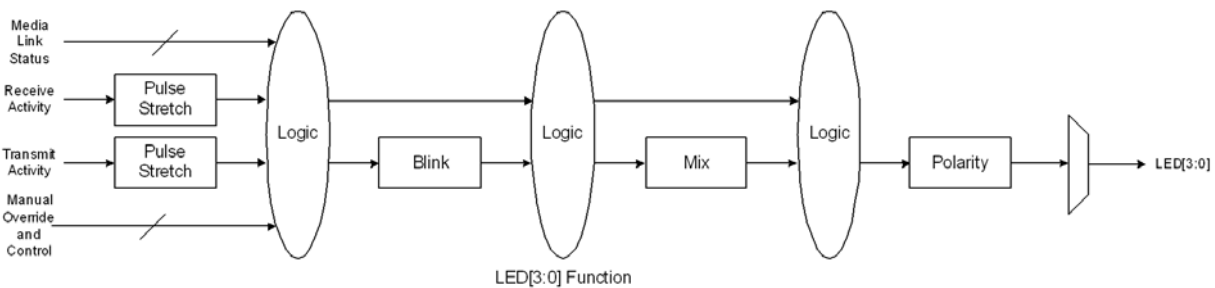 Media
Link
Status
Receive
Activity
Pulse
Stretch
Transmit
Activity
Pulse
Stretch
Manual
Override
and
Control
Logic
Blink
Logic
Mix
Logic
Polarity
LED[3:0]
LED[3:0] Function